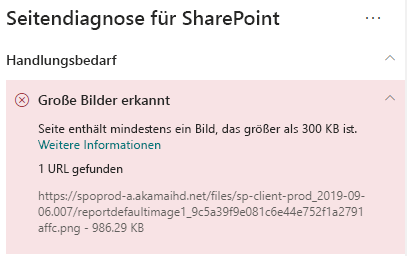 Seitendiagnose für SharePoint
Handlungsbedarf
Große Bilder erkannt
Seite enthält mindestens ein Bild, das größer als 300 KB ist.
Weitere Informationen
1 URL gefunden
https://spoprod-a.akamaihd.net/files/sp-client-prod_2019-09-
06.007/reportdefaultimage1_9c5a39f9e081c6e44e752f1a2791
affc.png - 986.29 KB